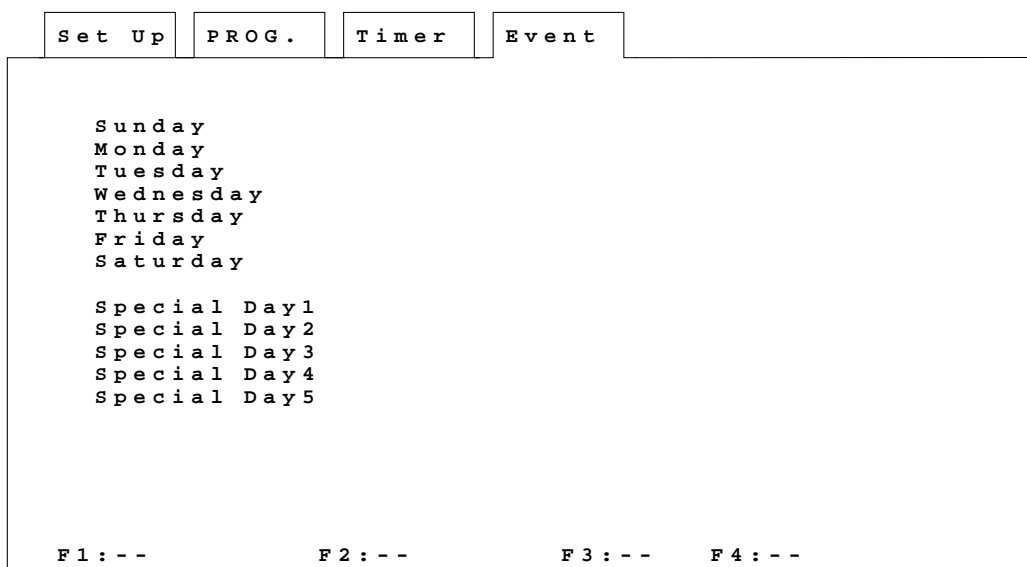 Set Up PROG. Timer Event
Sunday
Monday
Tuesday
Wednesday
Thursday
Friday
Saturday
Special Day1
Special Day2
Special Day3
Special Day4
Special Day5
F1:-- F2:-- F3:-- F4:--